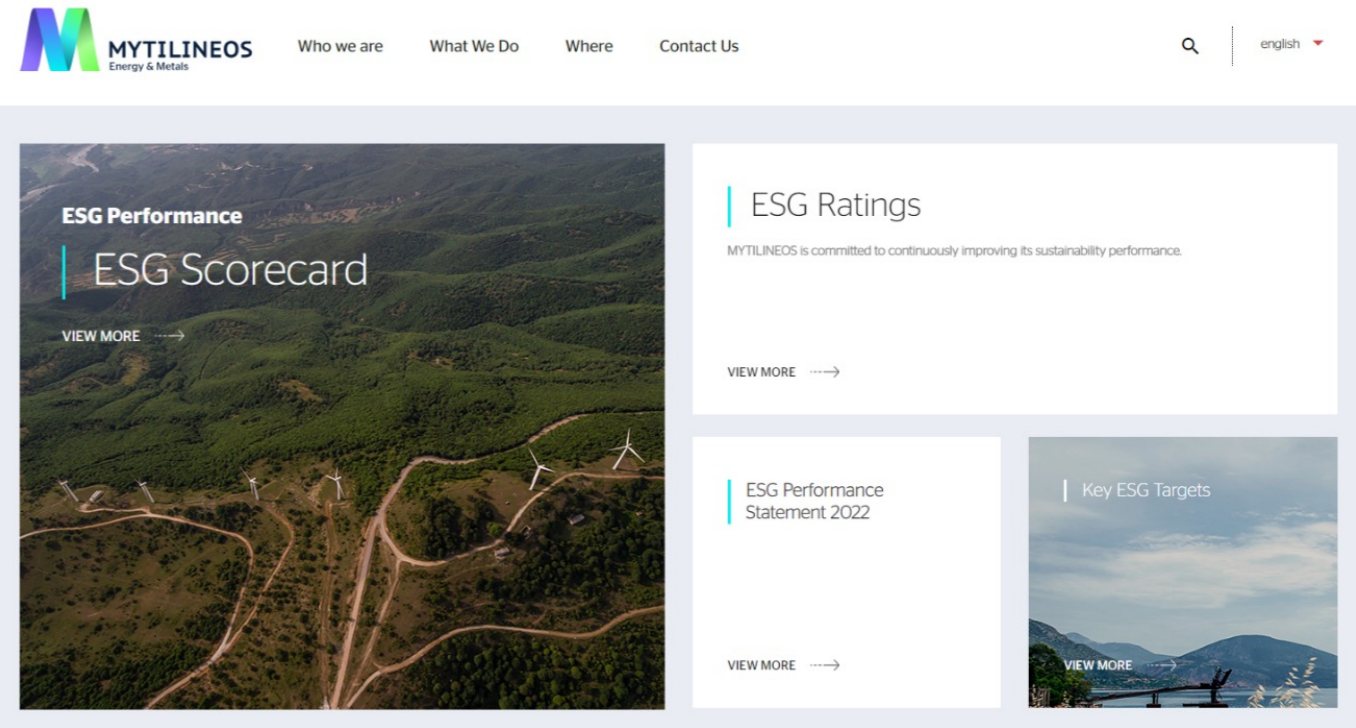 MYTILINEOS
Energy & Metals
Who we are
What We Do
Where
Contact Us
english
ESG Performance
ESG Scorecard
VIEW MORE
ESG Ratings
MYTILINEOS is committed to continuously improving its sustainability performance.
VIEW MORE
ESG Performance
Statement 2022
VIEW MORE
Key ESG Targets
VIEW MORE